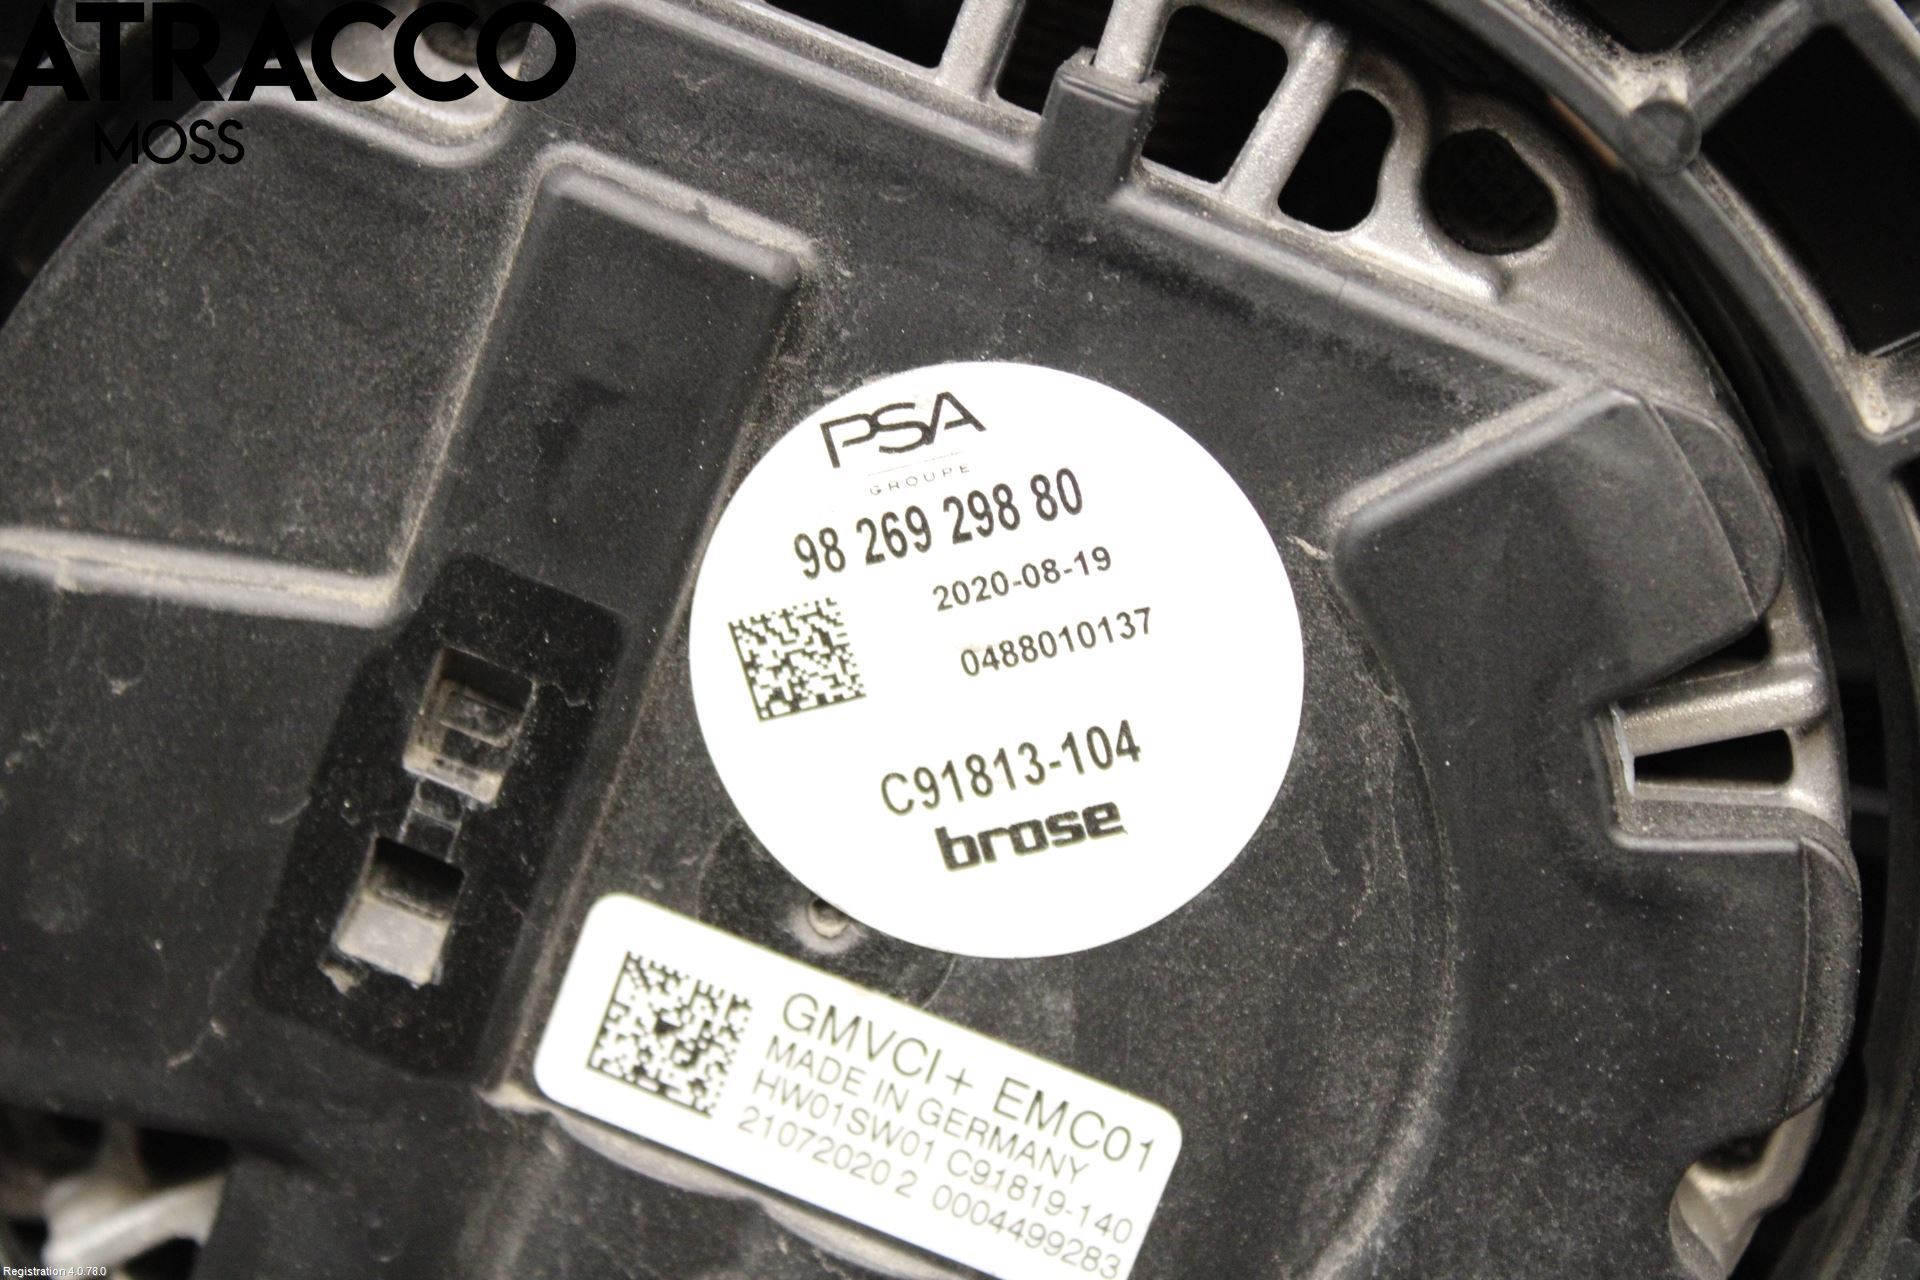 ATRACCO
MOSS
PSA
GROUPE
98 269 298 80
2020-08-19
0488010137
C91813-104
brose
GMVCI+ EMC01
MADE IN GERMANY
HW01SW01 C91819-140
21072020 2 0004499283
Registration 4.0.78.0